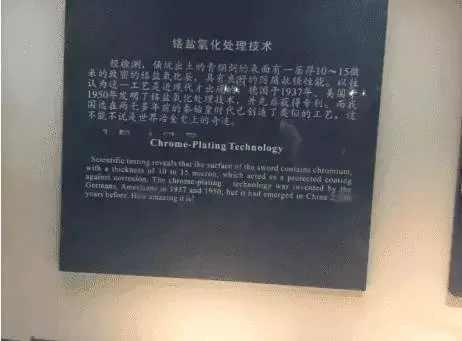 铬盐氧化处理技术
经检测，俑坑出土的青铜剑的表面有一层厚10～15微
米的致密的铬盐氧化层，具有良好的防腐抗锈性能。以往
认为这一工艺是近现代才出现的，德国于1937年、美国于
1950年发明了铬盐氧化处理技术，并先后获得专利。而我
国远在两千多年前的秦始皇时代已创造了类似的工艺，这
不能不说是世界冶金史上的奇迹。
Chrome-Plating Technology
Scientific testing reveals that the surface of the sword contains chromium,
with a thickness of 10 to 15 micron, which acted as a protected coating
against corrosion. The chrome-plating technology was invented by the
Germans, Americans in 1937 and 1950, but it had emerged in China
years before. How amazing it is!